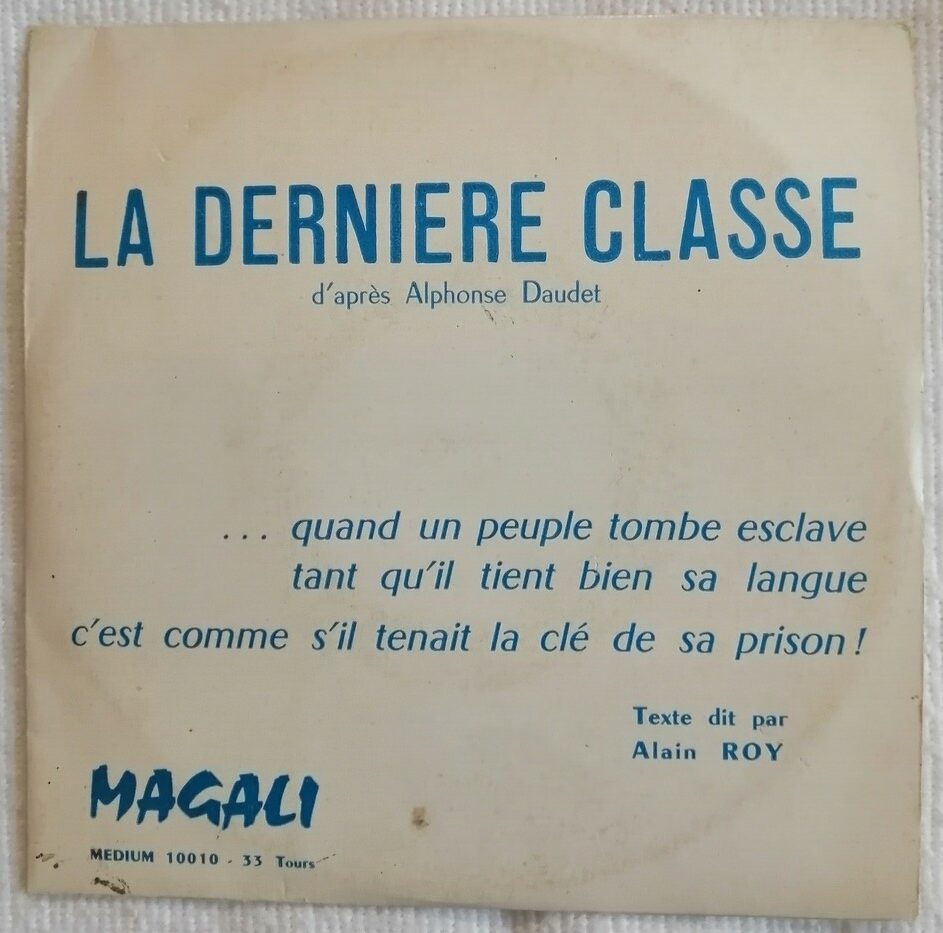 LA DERNIERE CLASSE
d'après Alphonse Daudet
... quand un peuple tombe esclave
tant qu'il tient bien sa langue
c'est comme s'il tenait la clé de sa prison !
Texte dit par
Alain ROY
MAGALI
MEDIUM 10010 - 33 Tours